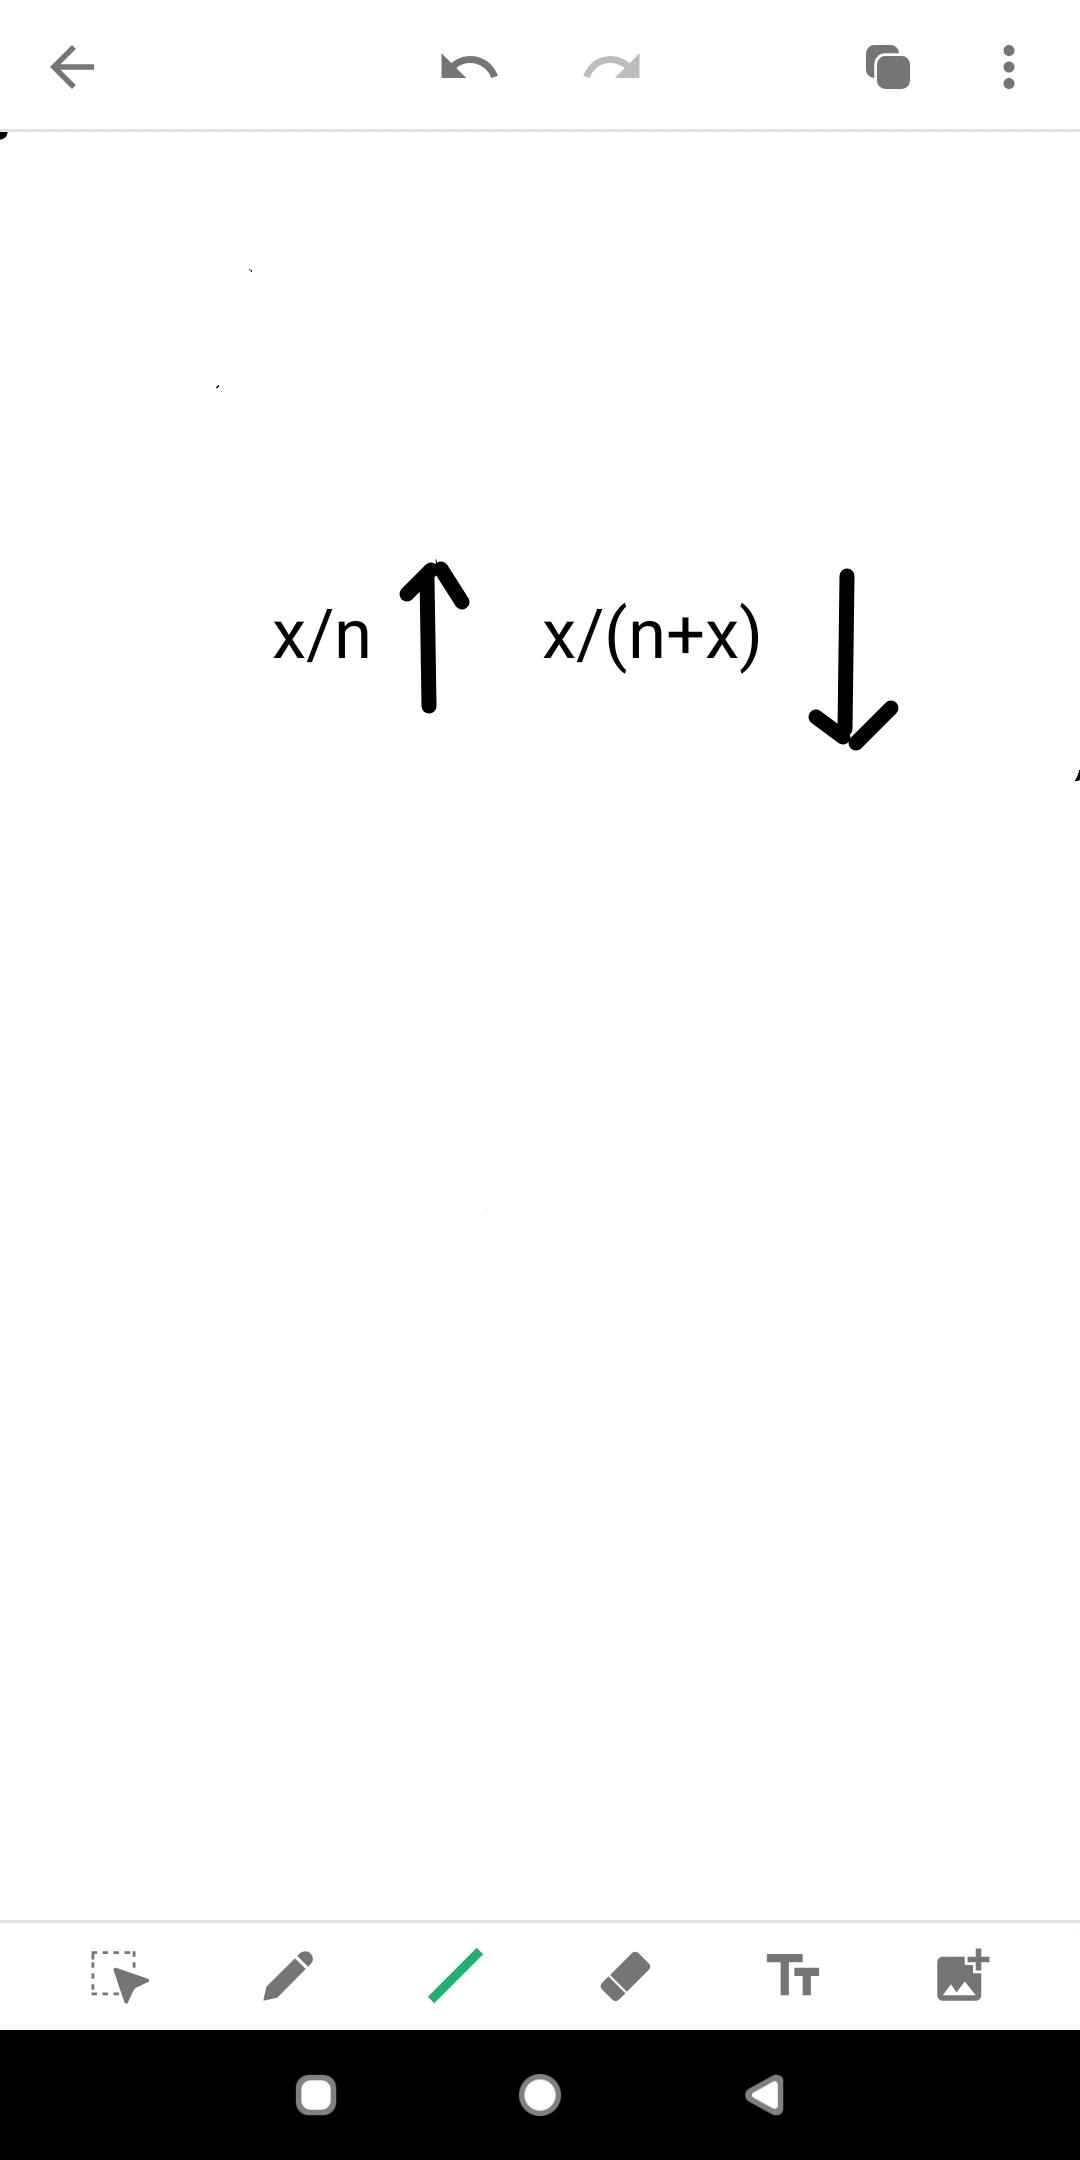 x/n ↑ x/(n+x) ↓